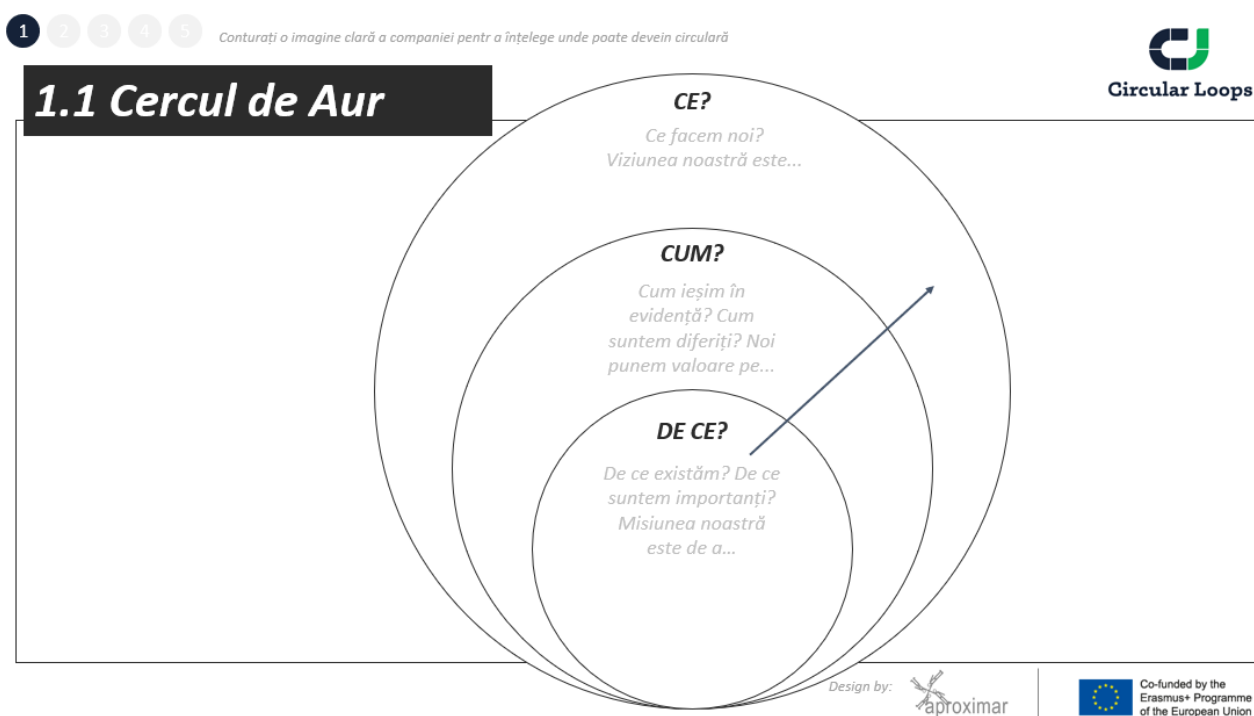 1 2 3 4 5
Conturați o imagine clară a companiei pentr a înțelege unde poate devein circulară
Circular Loops
1.1 Cercul de Aur
CE?
Ce facem noi?
Viziunea noastră este...
CUM?
Cum ieșim în
evidență? Cum
suntem diferiți? Noi
punem valoare pe...
DE CE?
De ce existăm? De ce
suntem importanți?
Misiunea noastră
este de a...
Design by:
aproximar
Co-funded by the
Erasmus+ Programme
of the European Union